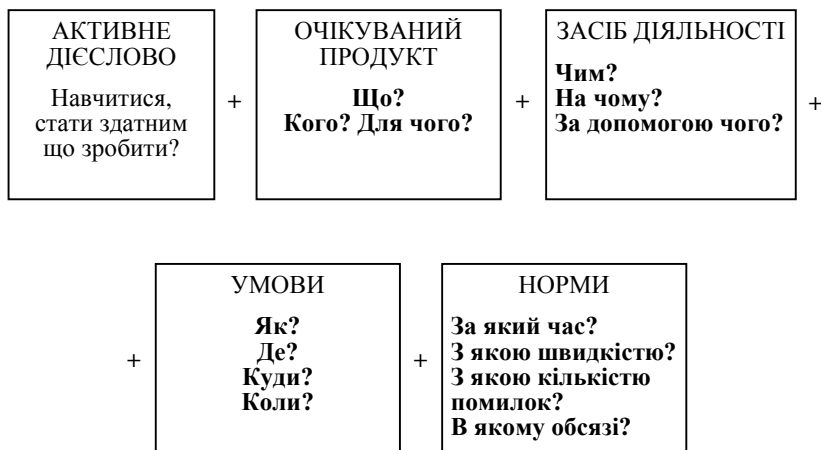 АКТИВНЕ
ДІЄСЛОВО
Навчитися,
стати здатним
що зробити?
+
ОЧІКУВАНИЙ
ПРОДУКТ
Що?
Кого? Для чого?
+
ЗАСІБ ДІЯЛЬНОСТІ
Чим?
На чому?
За допомогою чого?
+
+
УМОВИ
Як?
Де?
Куди?
Коли?
+
НОРМИ
За який час?
З якою швидкістю?
З якою кількістю
помилок?
В якому обсязі?